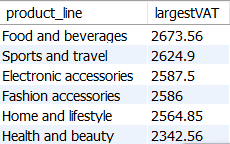 product_line largestVAT
Food and beverages 2673.56
Sports and travel 2624.9
Electronic accessories 2587.5
Fashion accessories 2586
Home and lifestyle 2564.85
Health and beauty 2342.56